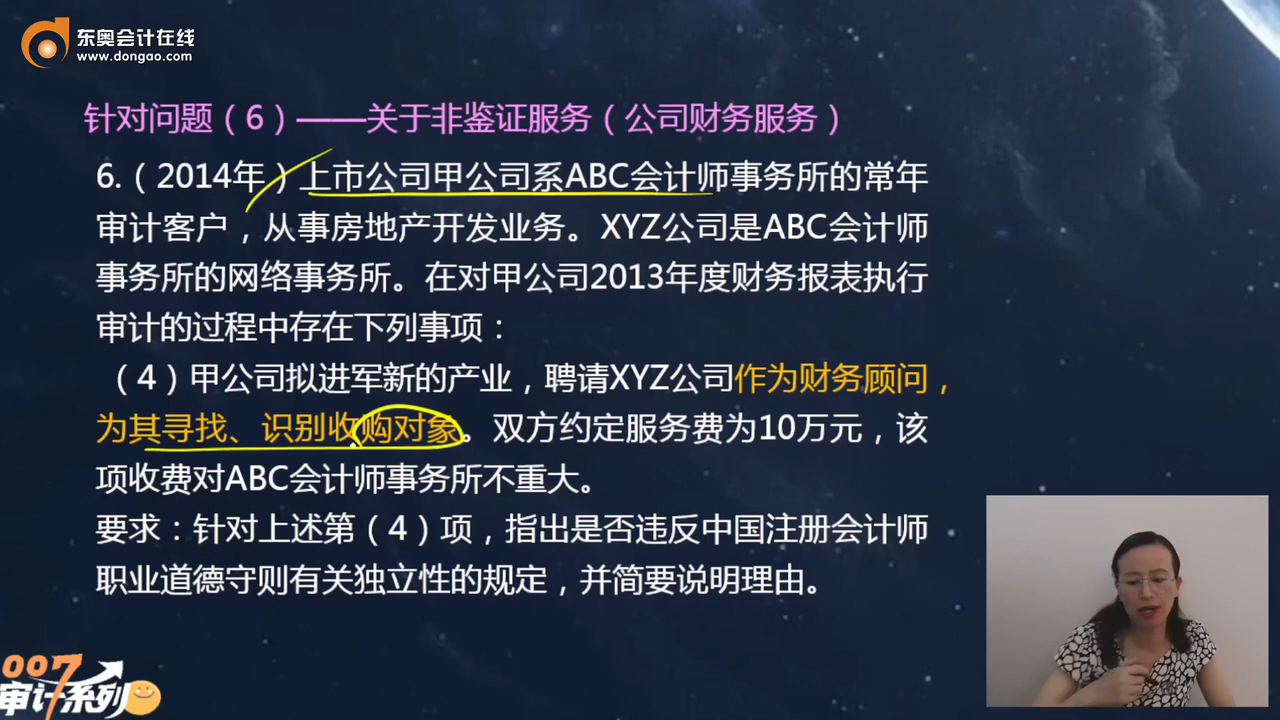 东奥会计在线
www.dongao.com
针对问题（6）——关于非鉴证服务（公司财务服务）
6.（2014年）上市公司甲公司系ABC会计师事务所的常年
审计客户，从事房地产开发业务。XYZ公司是ABC会计师
事务所的网络事务所。在对甲公司2013年度财务报表执行
审计的过程中存在下列事项：
（4）甲公司拟进军新的产业，聘请XYZ公司作为财务顾问，
为其寻找、识别收购对象。双方约定服务费为10万元，该
项收费对ABC会计师事务所不重大。
要求：针对上述第（4）项，指出是否违反中国注册会计师
职业道德守则有关独立性的规定，并简要说明理由。
007
审计系列